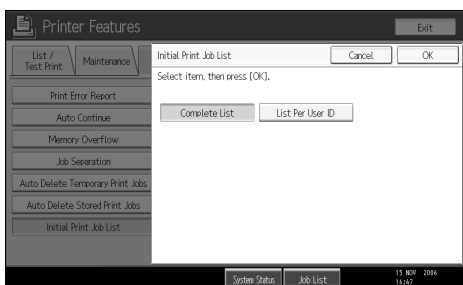 Printer Features
Exit
List / Test Print
Maintenance
Initial Print Job List
Cancel
OK
Select item, then press [OK].
Complete List
List Per User ID
Print Error Report
Auto Continue
Memory Overflow
Job Separation
Auto Delete Temporary Print Jobs
Auto Delete Stored Print Jobs
Initial Print Job List
System Status
Job List
15 NOV 2006
16:47